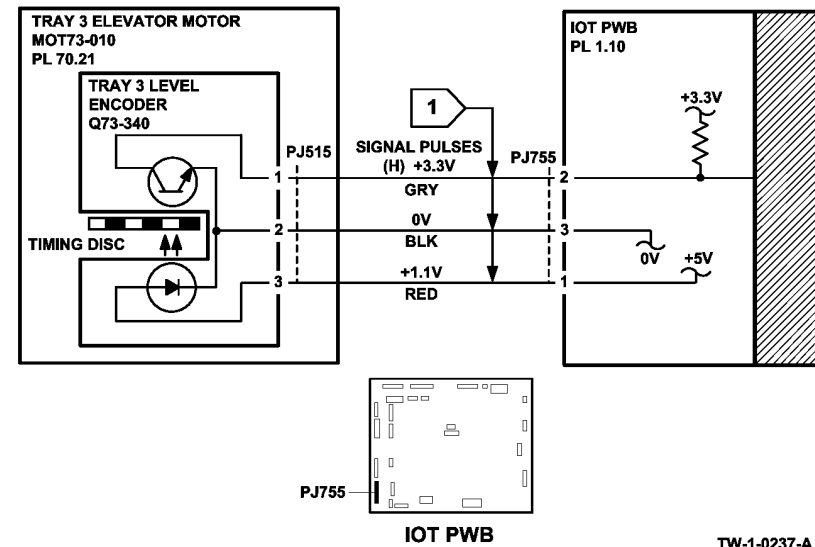 TRAY 3 ELEVATOR MOTOR
MOT73-010
PL 70.21
TRAY 3 LEVEL
ENCODER
Q73-340
TIMING DISC
PJ515
1
2
3
1
SIGNAL PULSES
(H) +3.3V
GRY
0V
BLK
+1.1V
RED
PJ755
2
3
1
IOT PWB
PL 1.10
+3.3V
0V
+5V
PJ755
IOT PWB
TW-1-0237-A